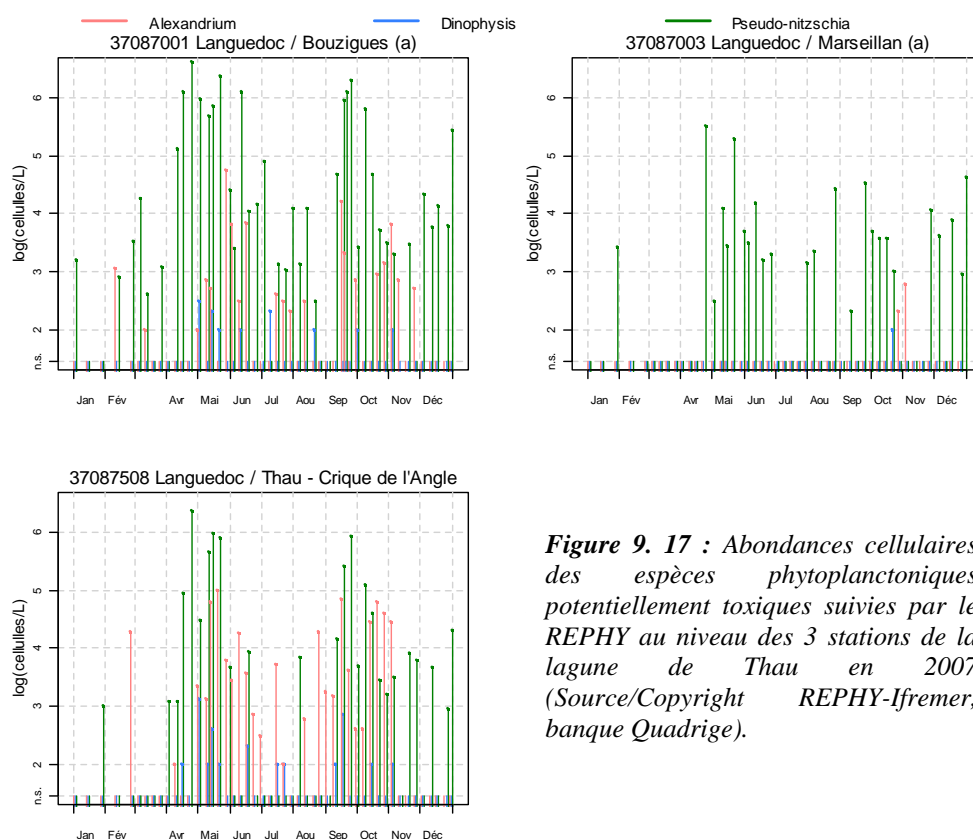 Alexandrium Dinophysis Pseudo-nitzschia
37087001 Languedoc / Bouzigues (a)
log(cellulles/L)
6
5
4
3
2
n.s.
Jan Fév Avr Mai Jun Jul Aou Sep Oct Nov Déc
37087003 Languedoc / Marseillan (a)
log(cellulles/L)
6
5
4
3
2
n.s.
Jan Fév Avr Mai Jun Jul Aou Sep Oct Nov Déc
37087508 Languedoc / Thau - Crique de l'Angle
log(cellulles/L)
6
5
4
3
2
n.s.
Jan Fév Avr Mai Jun Jul Aou Sep Oct Nov Déc
Figure 9. 17 : Abondances cellulaires
des espèces phytoplanctoniques
potentiellement toxiques suivies par le
REPHY au niveau des 3 stations de la
lagune de Thau en 2007
(Source/Copyright REPHY-Ifremer,
banque Quadrige).